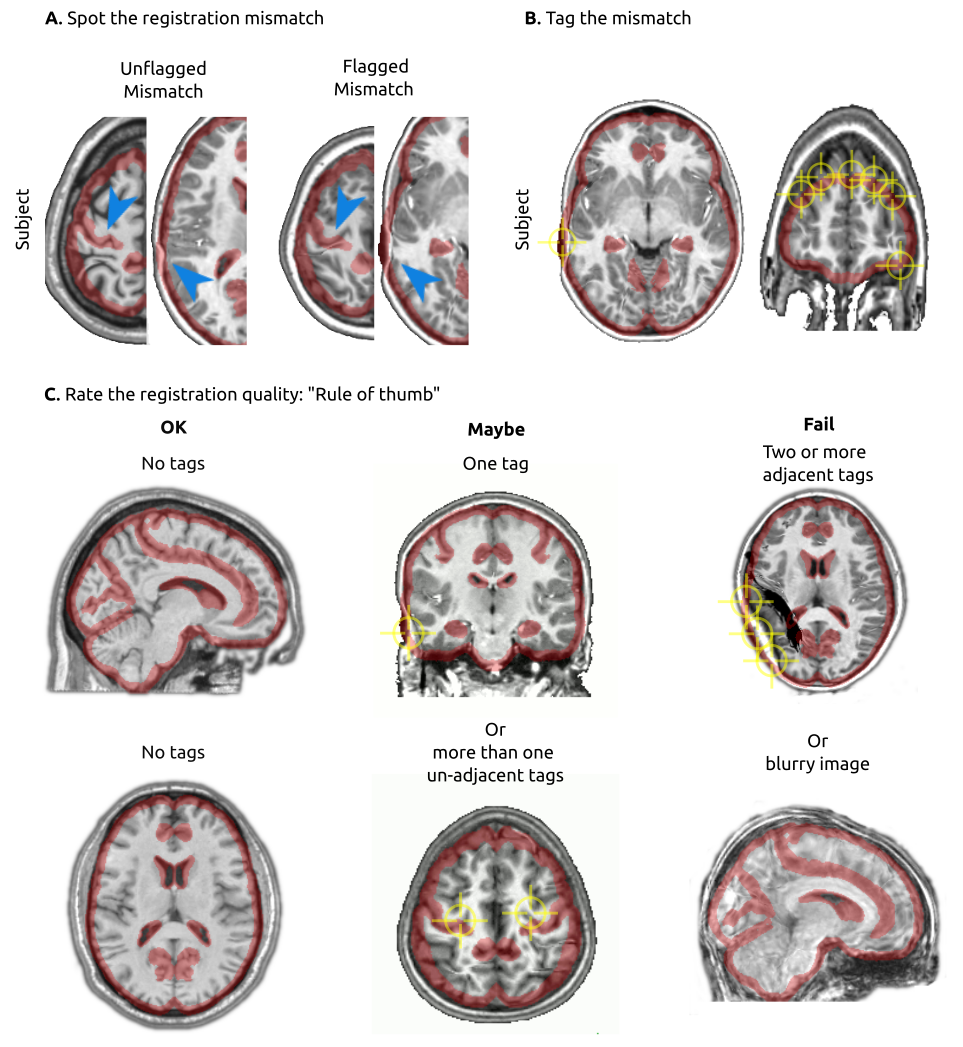 A. Spot the registration mismatch
Unflagged
Mismatch
Flagged
Mismatch
Subject
B. Tag the mismatch
Subject
C. Rate the registration quality: "Rule of thumb"
OK
No tags
Maybe
One tag
Fail
Two or more
adjacent tags
No tags
Or
more than one
un-adjacent tags
Or
blurry image